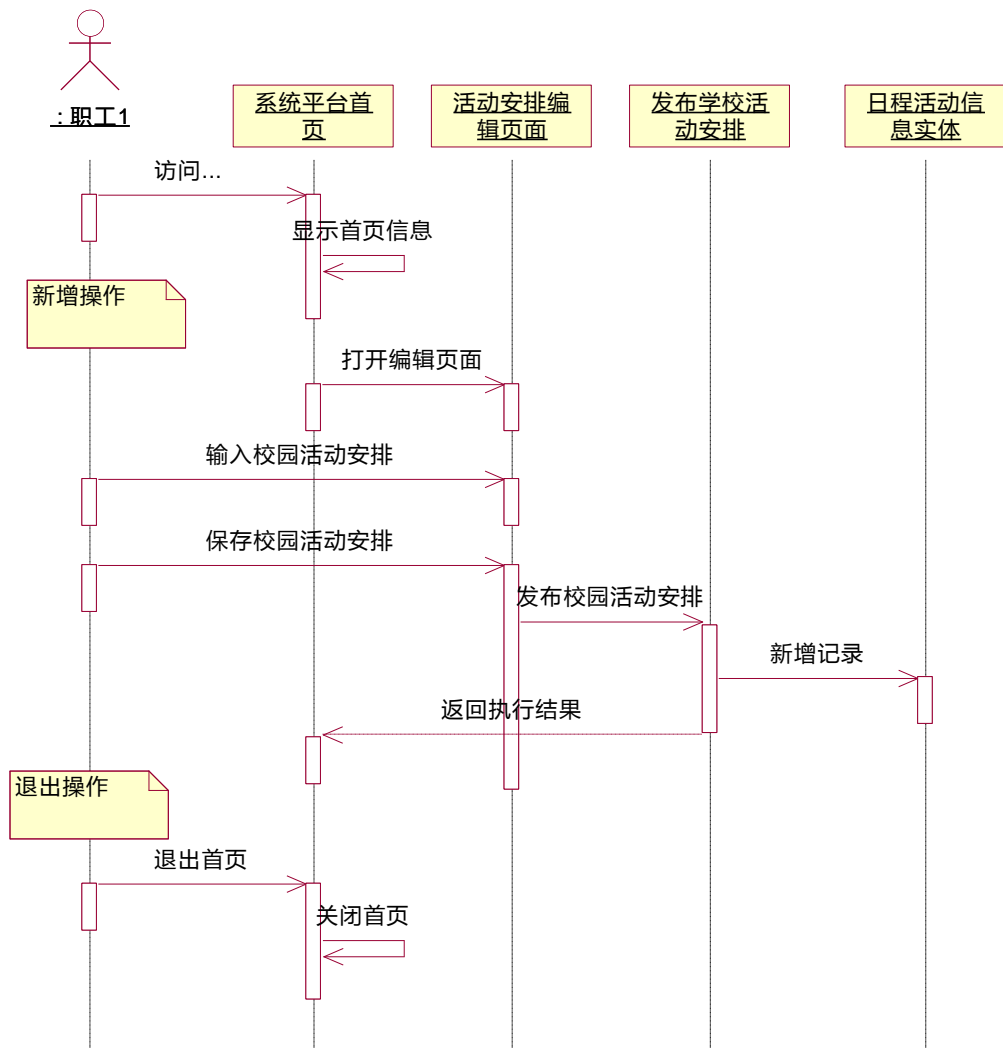 : 职工1
系统平台首
页
活动安排编
辑页面
发布学校活
动安排
日程活动信
息实体
访问...
显示首页信息
新增操作
打开编辑页面
输入校园活动安排
保存校园活动安排
发布校园活动安排
新增记录
返回执行结果
退出操作
退出首页
关闭首页